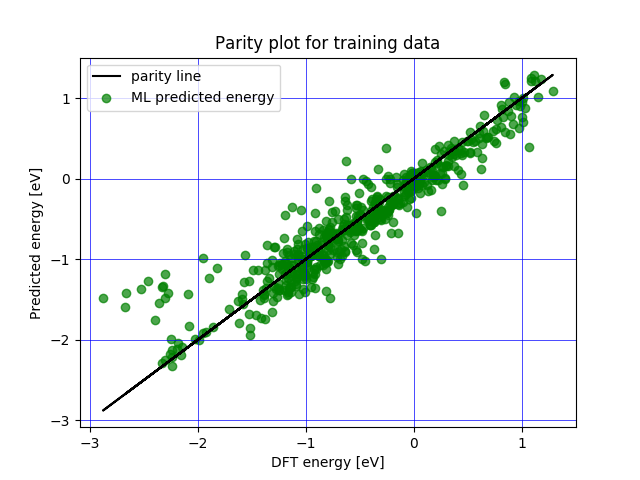 Parity plot for training data
parity line
ML predicted energy
1
0
−1
−2
−3
Predicted energy [eV]
−3 −2 −1 0 1
DFT energy [eV]